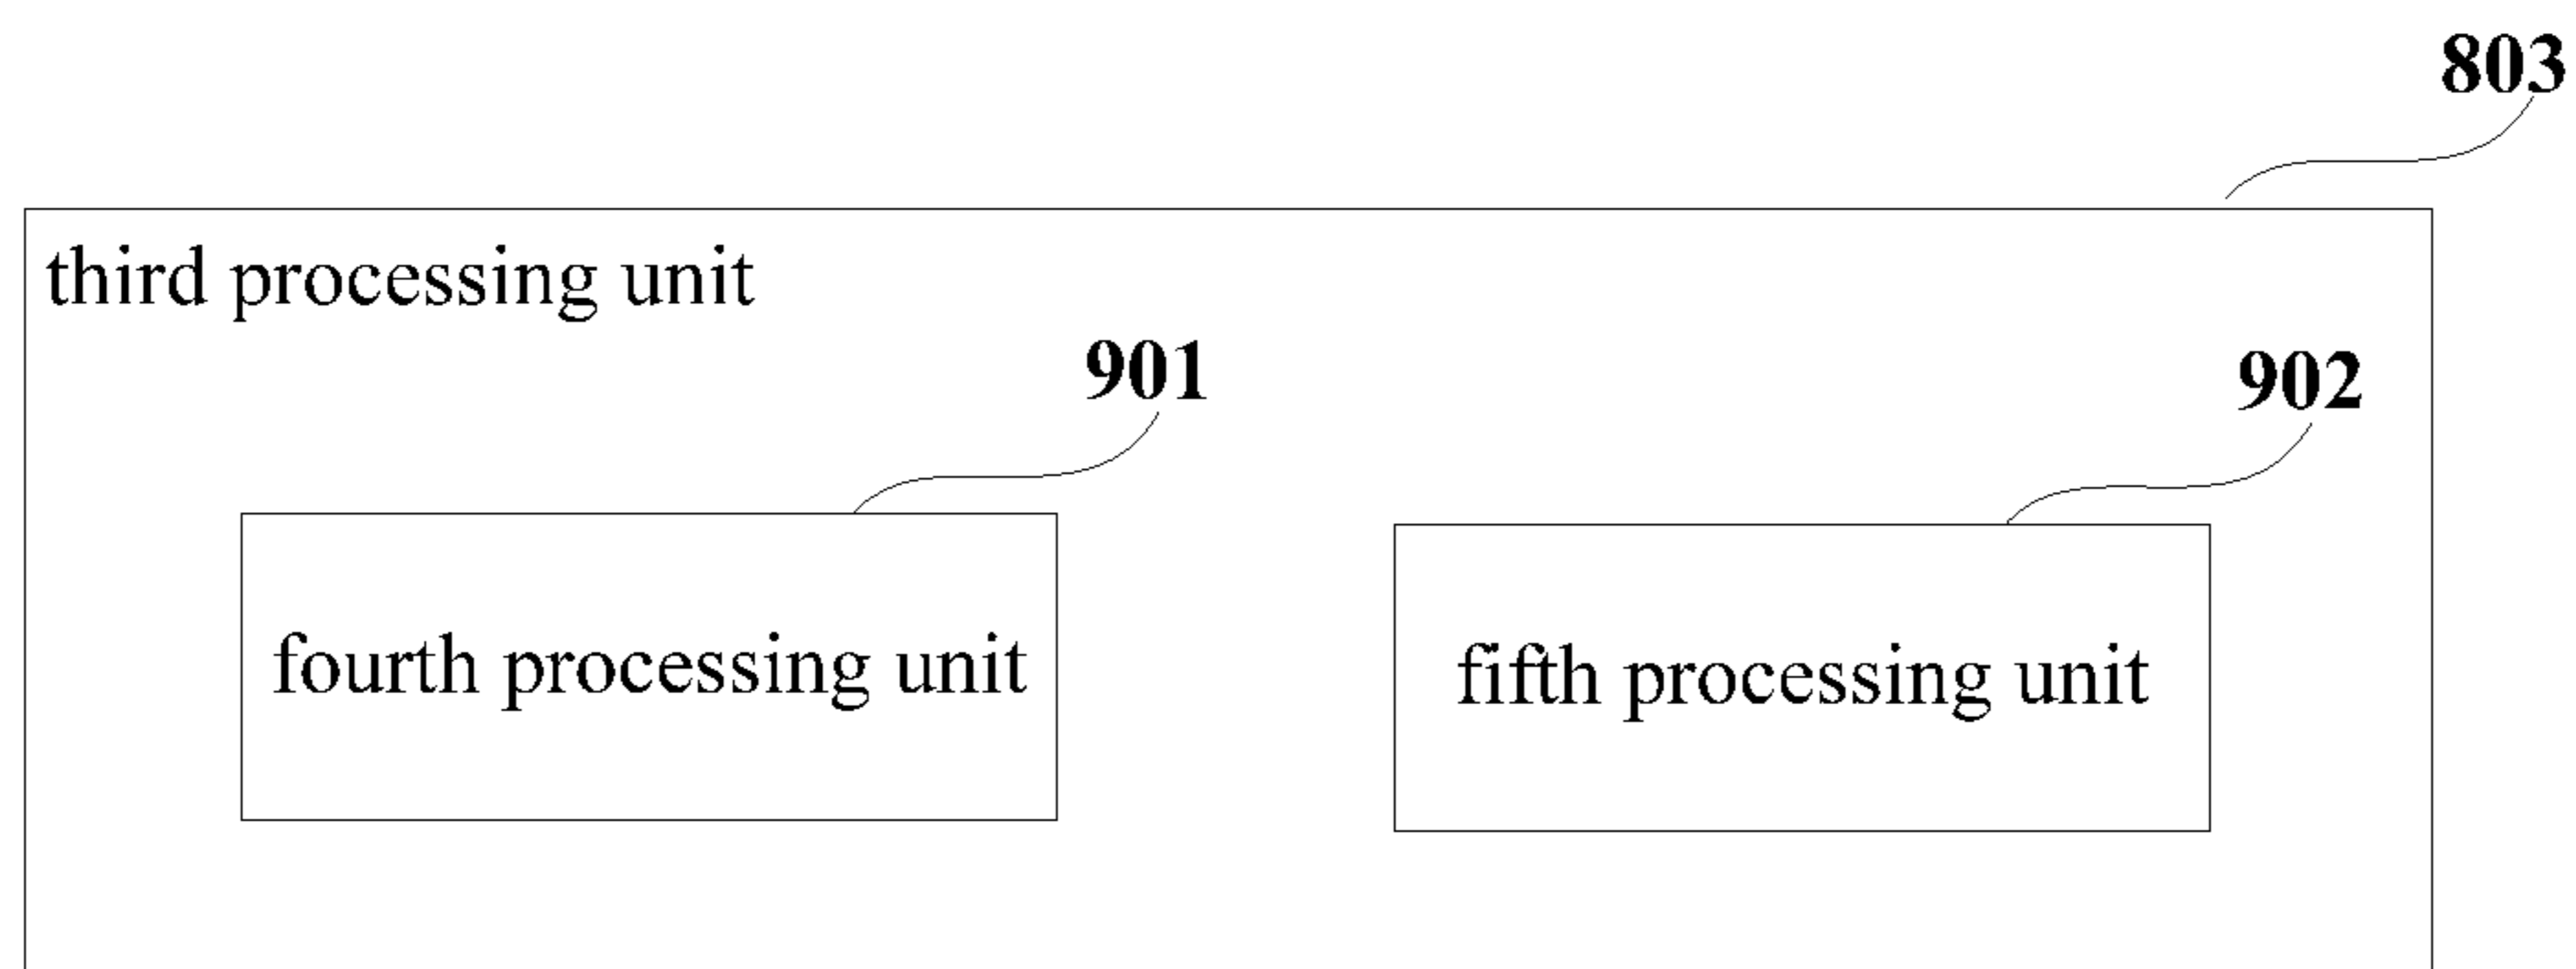 803
third processing unit
901
902
fourth processing unit
fifth processing unit